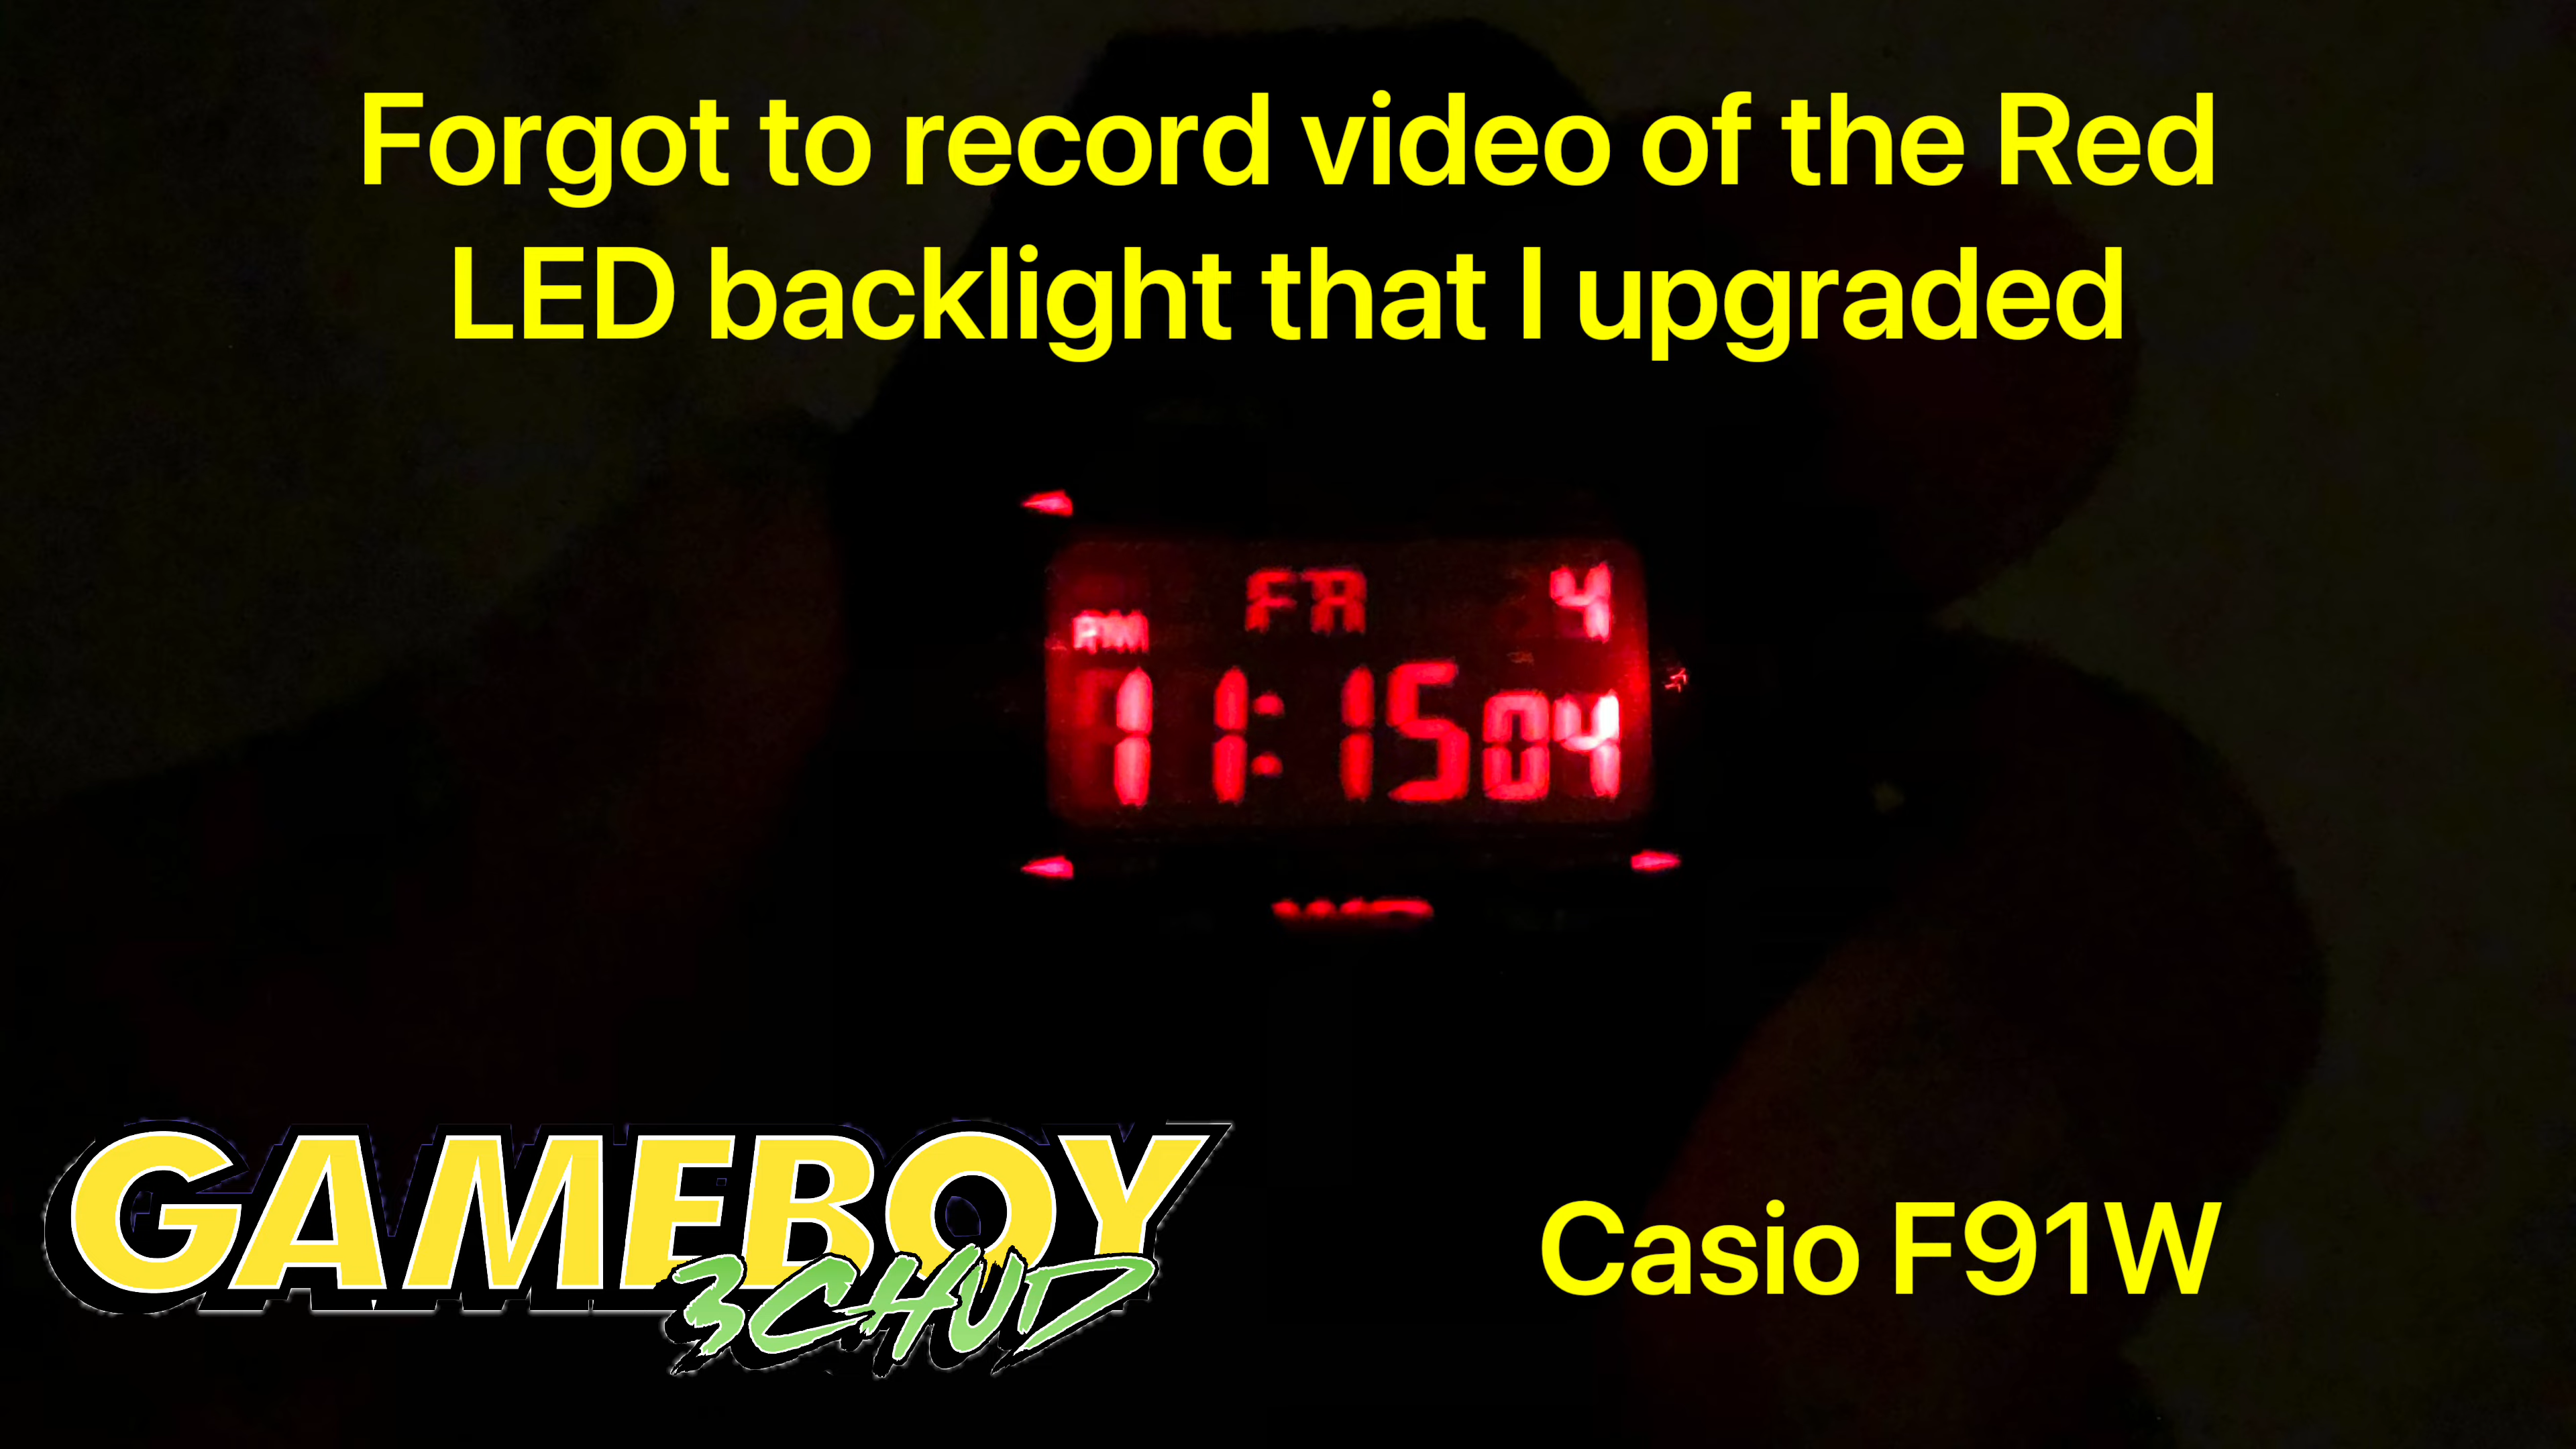 Forgot to record video of the Red
LED backlight that I upgraded
FR 4
PM
11:15 04
GAMEBOY
3CHUD
Casio F91W